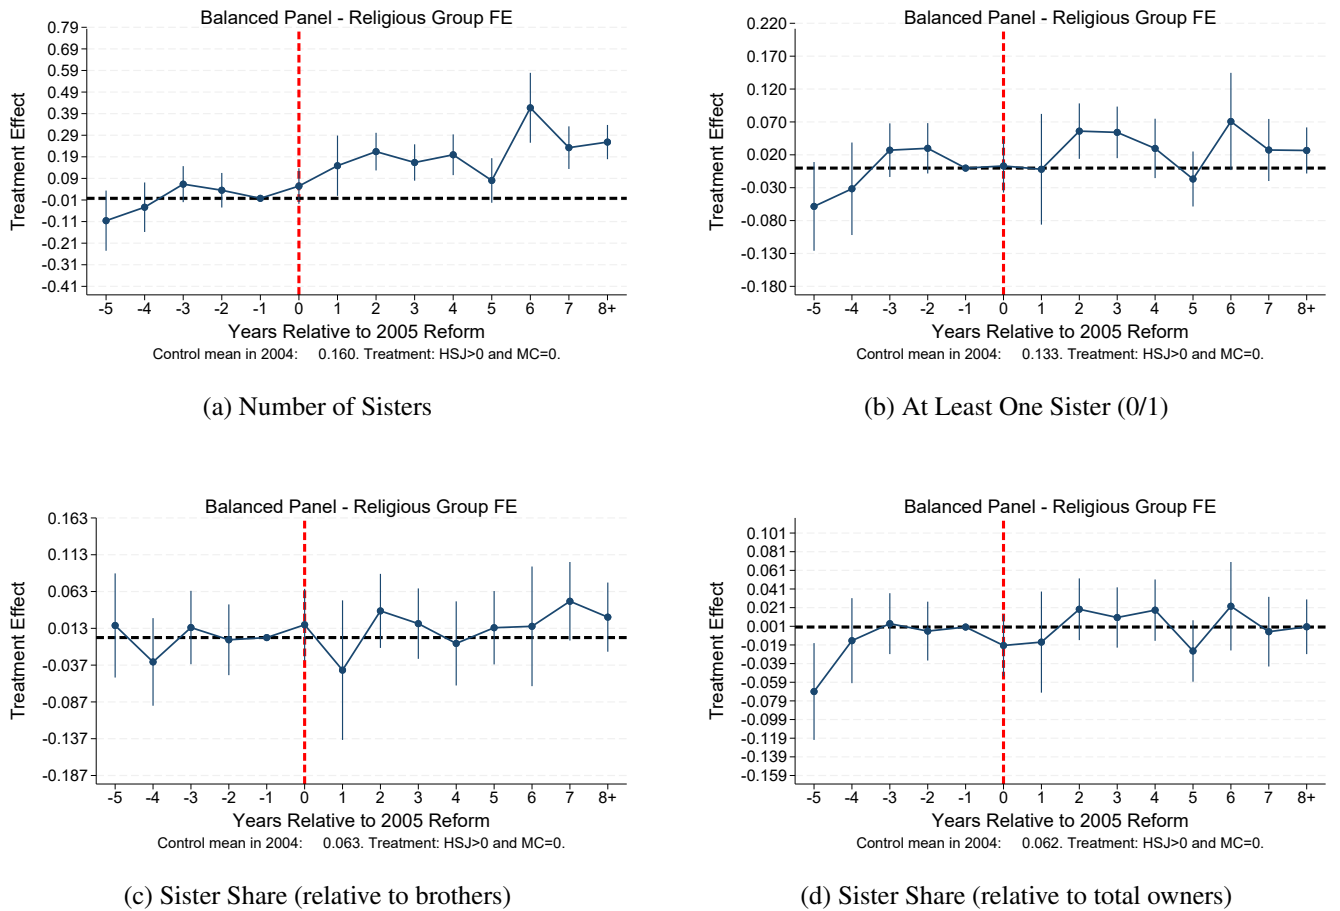 Balanced Panel - Religious Group FE
Treatment Effect
0.79
0.69
0.59
0.49
0.39
0.29
0.19
0.09
-0.01
-0.11
-0.21
-0.31
-0.41
-5 -4 -3 -2 -1 0 1 2 3 4 5 6 7 8+
Years Relative to 2005 Reform
Control mean in 2004: 0.160. Treatment: HSJ>0 and MC=0.
(a) Number of Sisters
Balanced Panel - Religious Group FE
Treatment Effect
0.220
0.170
0.120
0.070
0.020
-0.030
-0.080
-0.130
-0.180
-5 -4 -3 -2 -1 0 1 2 3 4 5 6 7 8+
Years Relative to 2005 Reform
Control mean in 2004: 0.133. Treatment: HSJ>0 and MC=0.
(b) At Least One Sister (0/1)
Balanced Panel - Religious Group FE
Treatment Effect
0.163
0.113
0.063
0.013
-0.037
-0.087
-0.137
-0.187
-5 -4 -3 -2 -1 0 1 2 3 4 5 6 7 8+
Years Relative to 2005 Reform
Control mean in 2004: 0.063. Treatment: HSJ>0 and MC=0.
(c) Sister Share (relative to brothers)
Balanced Panel - Religious Group FE
Treatment Effect
0.101
0.081
0.061
0.041
0.021
0.001
-0.019
-0.039
-0.059
-0.079
-0.099
-0.119
-0.139
-0.159
-5 -4 -3 -2 -1 0 1 2 3 4 5 6 7 8+
Years Relative to 2005 Reform
Control mean in 2004: 0.062. Treatment: HSJ>0 and MC=0.
(d) Sister Share (relative to total owners)